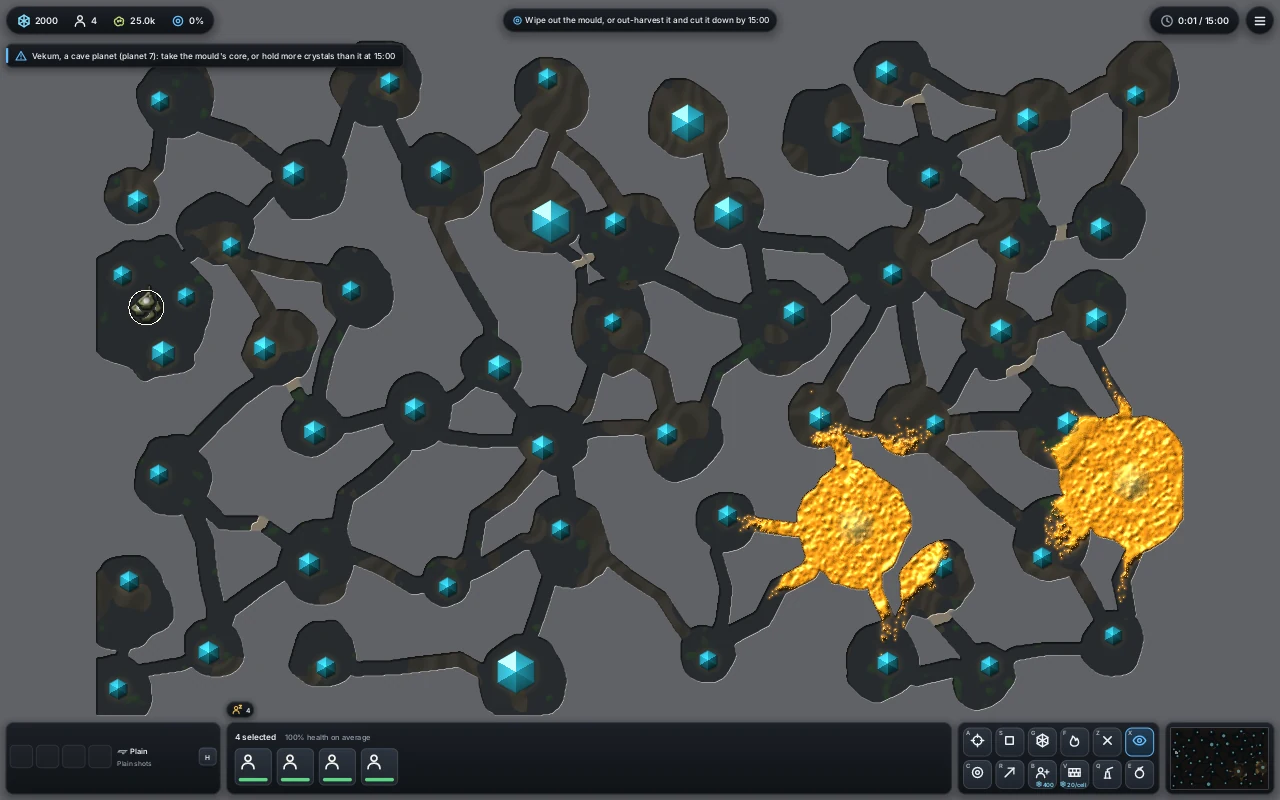 2000 4 25.0k 0%
Wipe out the mould, or out-harvest it and cut it down by 15:00
0:01 / 15:00
Vekum, a cave planet (planet 7): take the mould's core, or hold more crystals than it at 15:00
4
Plain
Plain shots
H
4 selected 100% health on average
A S G F Z X
C R B V Q E
400 20/cell